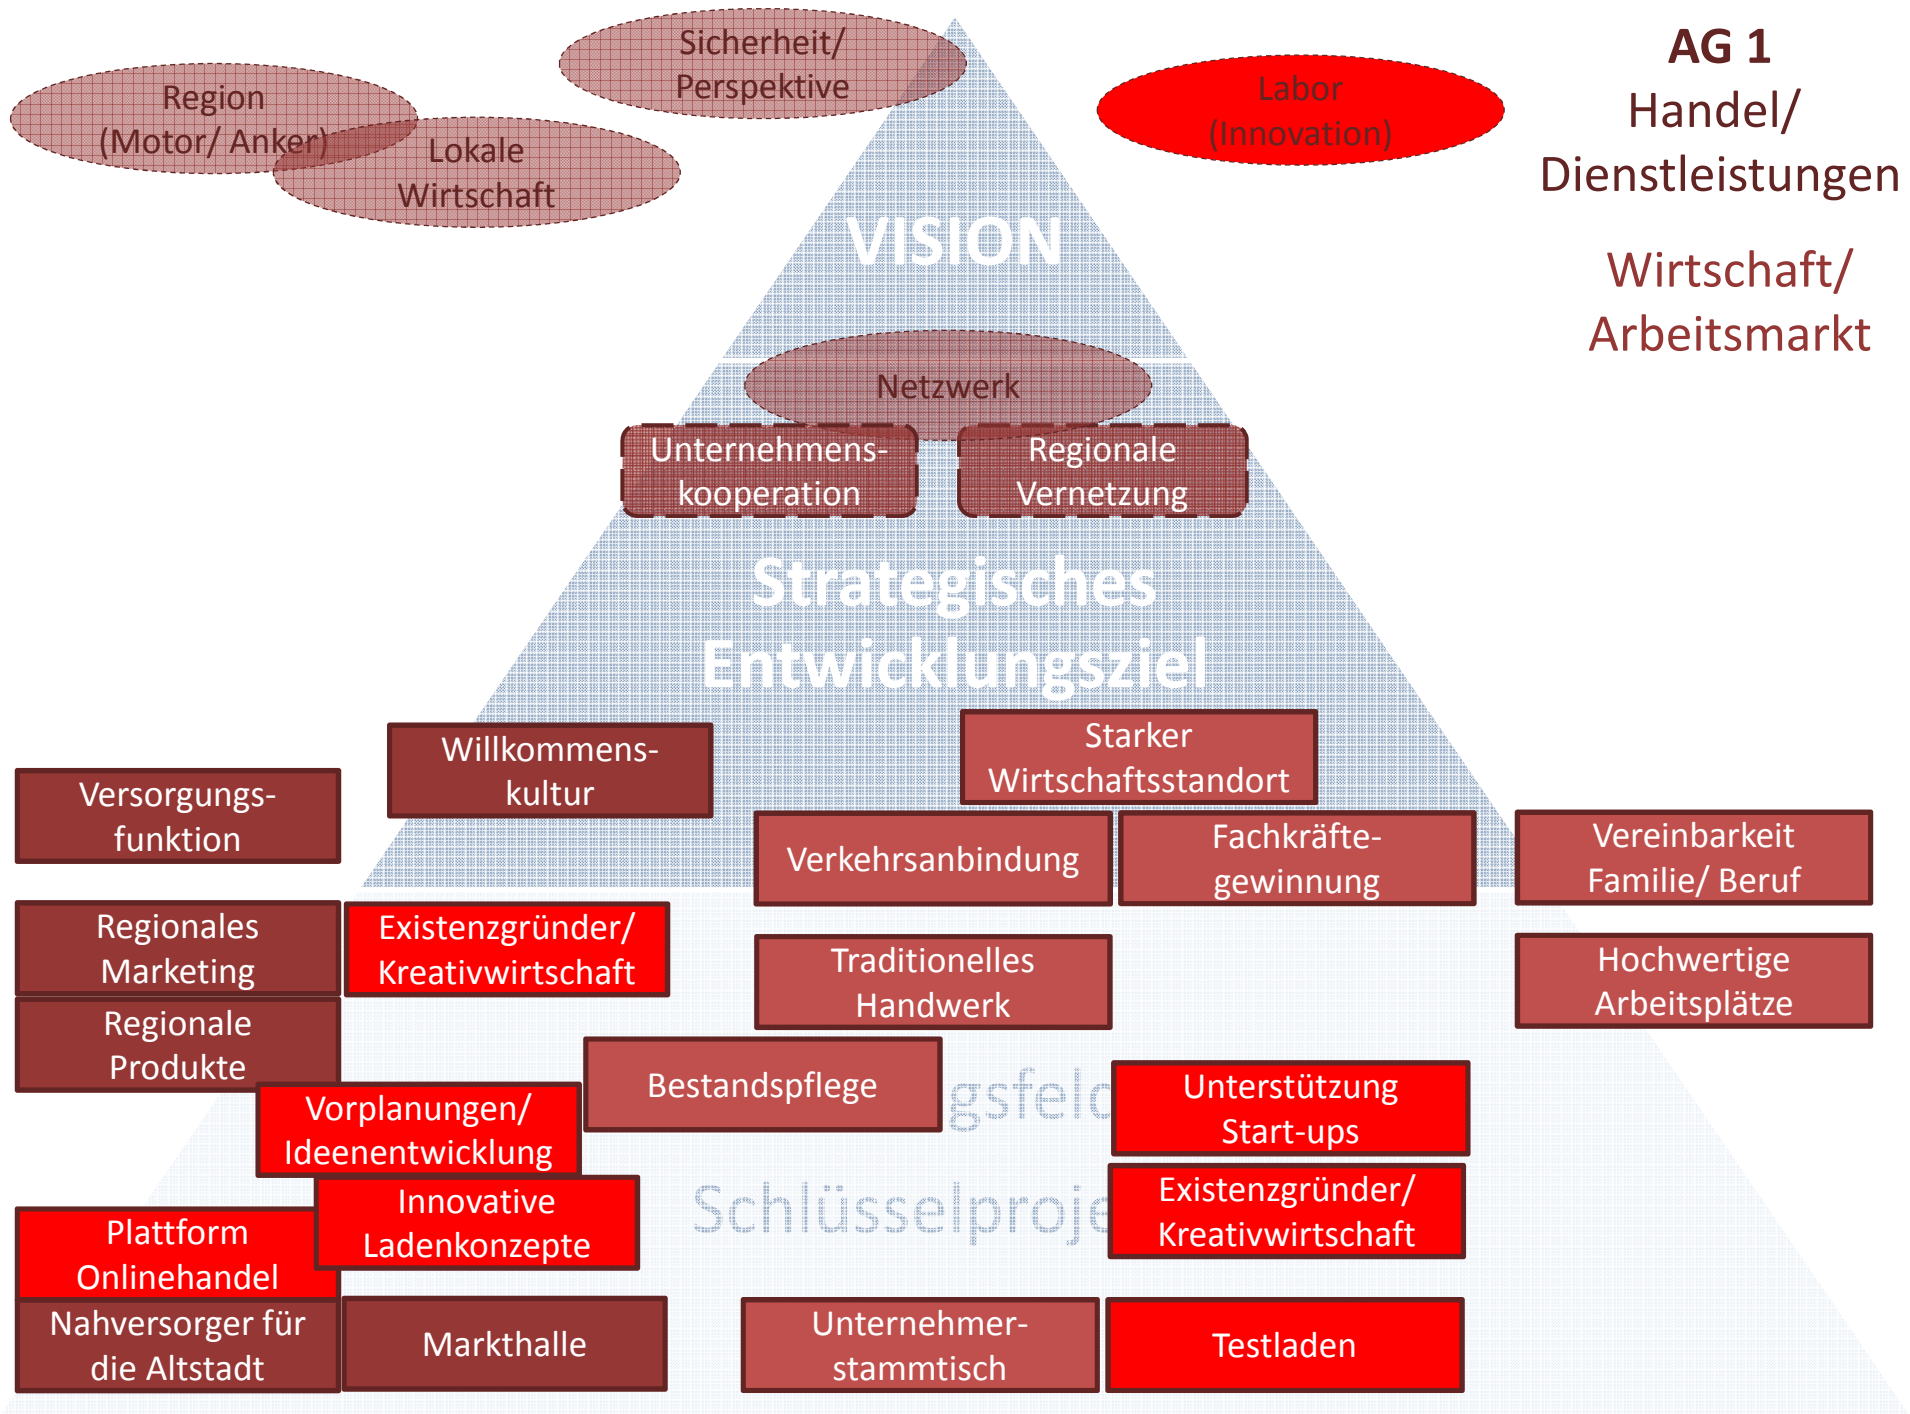 Sicherheit/
Perspektive
Region
(Motor/ Anker)
Lokale
Wirtschaft
Labor
(Innovation)
AG 1
Handel/
Dienstleistungen
Wirtschaft/
Arbeitsmarkt
VISION
Netzwerk
Unternehmens-
kooperation
Regionale
Vernetzung
Strategisches
Entwicklungsziel
Willkommens-
kultur
Starker
Wirtschaftsstandort
Versorgungs-
funktion
Verkehrsanbindung
Fachkräfte-
gewinnung
Vereinbarkeit
Familie/ Beruf
Regionales
Marketing
Existenzgründer/
Kreativwirtschaft
Traditionelles
Handwerk
Hochwertige
Arbeitsplätze
Regionale
Produkte
Bestandspflege
Unterstützung
Start-ups
Vorplanungen/
Ideenentwicklung
Innovative
Ladenkonzepte
Existenzgründer/
Kreativwirtschaft
Plattform
Onlinehandel
Nahversorger für
die Altstadt
Markthalle
Unternehmer-
stammtisch
Testladen